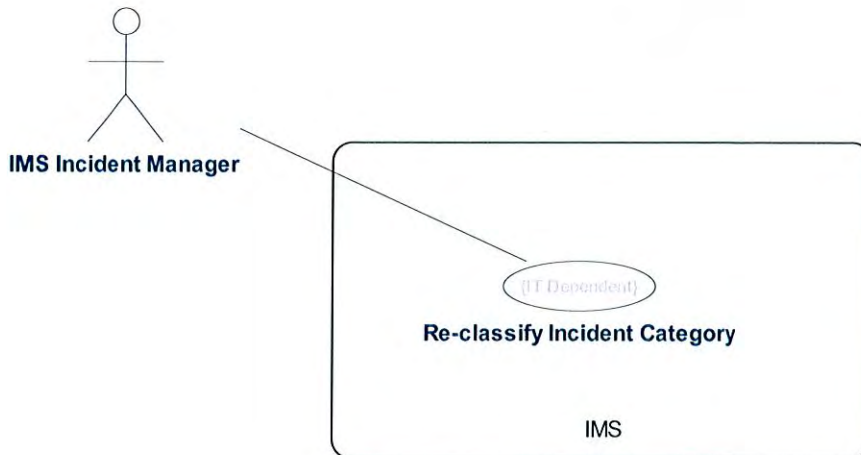 IMS Incident Manager
{IT Dependent}
Re-classify Incident Category
IMS